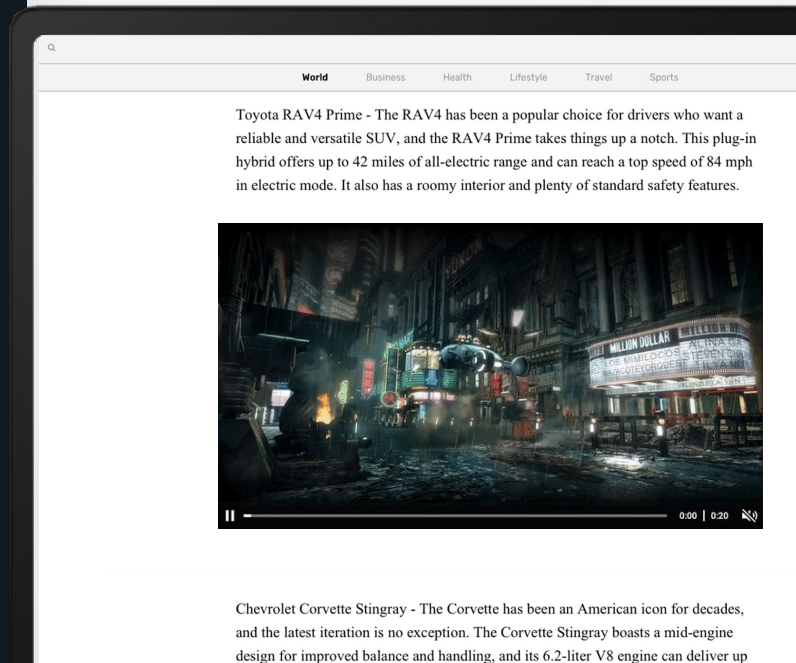 World Business Health Lifestyle Travel Sports
Toyota RAV4 Prime - The RAV4 has been a popular choice for drivers who want a
reliable and versatile SUV, and the RAV4 Prime takes things up a notch. This plug-in
hybrid offers up to 42 miles of all-electric range and can reach a top speed of 84 mph
in electric mode. It also has a roomy interior and plenty of standard safety features.
MILLION DOLLAR
LOS MIMILOCOS
0:00 | 0:20
Chevrolet Corvette Stingray - The Corvette has been an American icon for decades,
and the latest iteration is no exception. The Corvette Stingray boasts a mid-engine
design for improved balance and handling, and its 6.2-liter V8 engine can deliver up